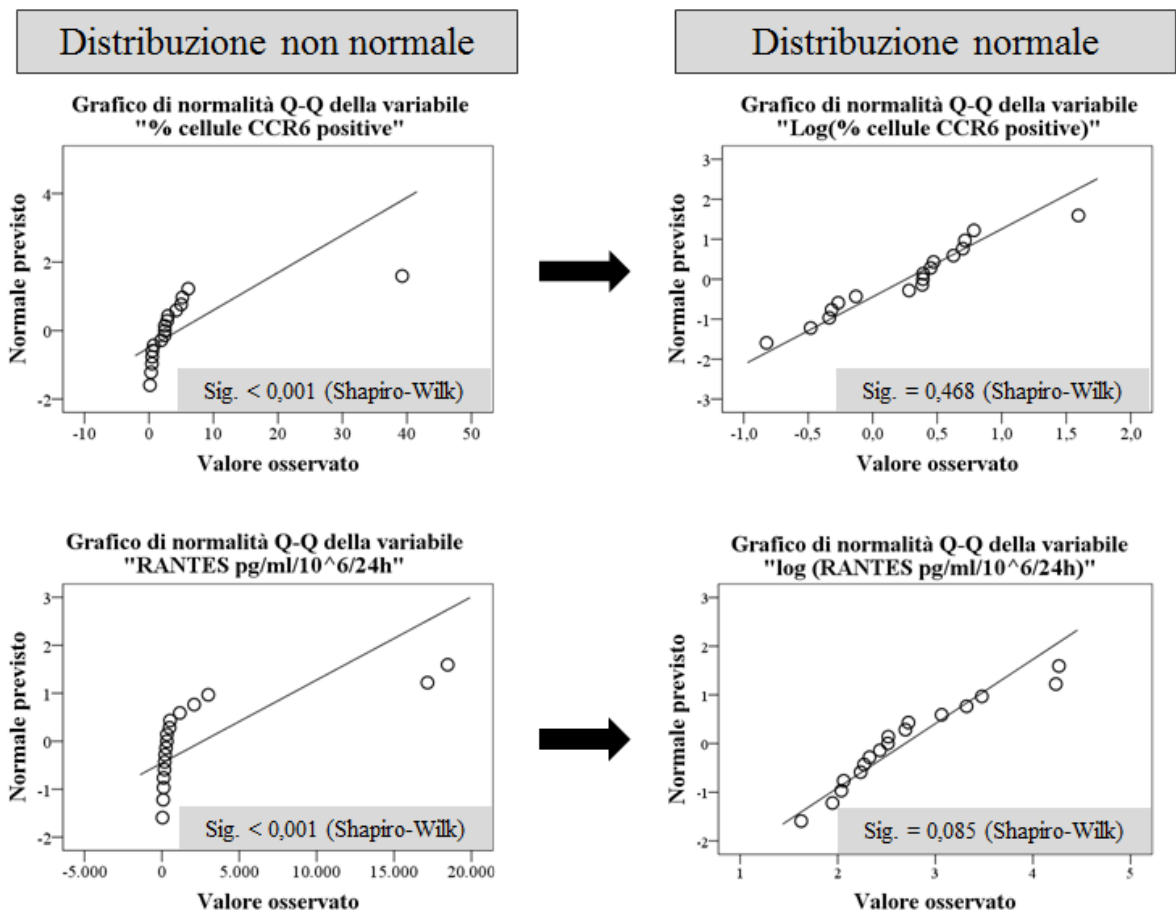 Distribuzione non normale
Distribuzione normale
Grafico di normalità Q-Q della variabile
"% cellule CCR6 positive"
Normale previsto
4
2
0
-2
Sig. < 0,001 (Shapiro-Wilk)
-10 0 10 20 30 40 50
Valore osservato
Grafico di normalità Q-Q della variabile
"Log(% cellule CCR6 positive)"
Normale previsto
3
2
1
0
-1
-2
-3
Sig. = 0,468 (Shapiro-Wilk)
-1,0 -0,5 0,0 0,5 1,0 1,5 2,0
Valore osservato
Grafico di normalità Q-Q della variabile
"RANTES pg/ml/10^6/24h"
Normale previsto
3
2
1
0
-1
-2
Sig. < 0,001 (Shapiro-Wilk)
-5.000 0 5.000 10.000 15.000 20.000
Valore osservato
Grafico di normalità Q-Q della variabile
"log (RANTES pg/ml/10^6/24h)"
Normale previsto
3
2
1
0
-1
-2
Sig. = 0,085 (Shapiro-Wilk)
1 2 3 4 5
Valore osservato